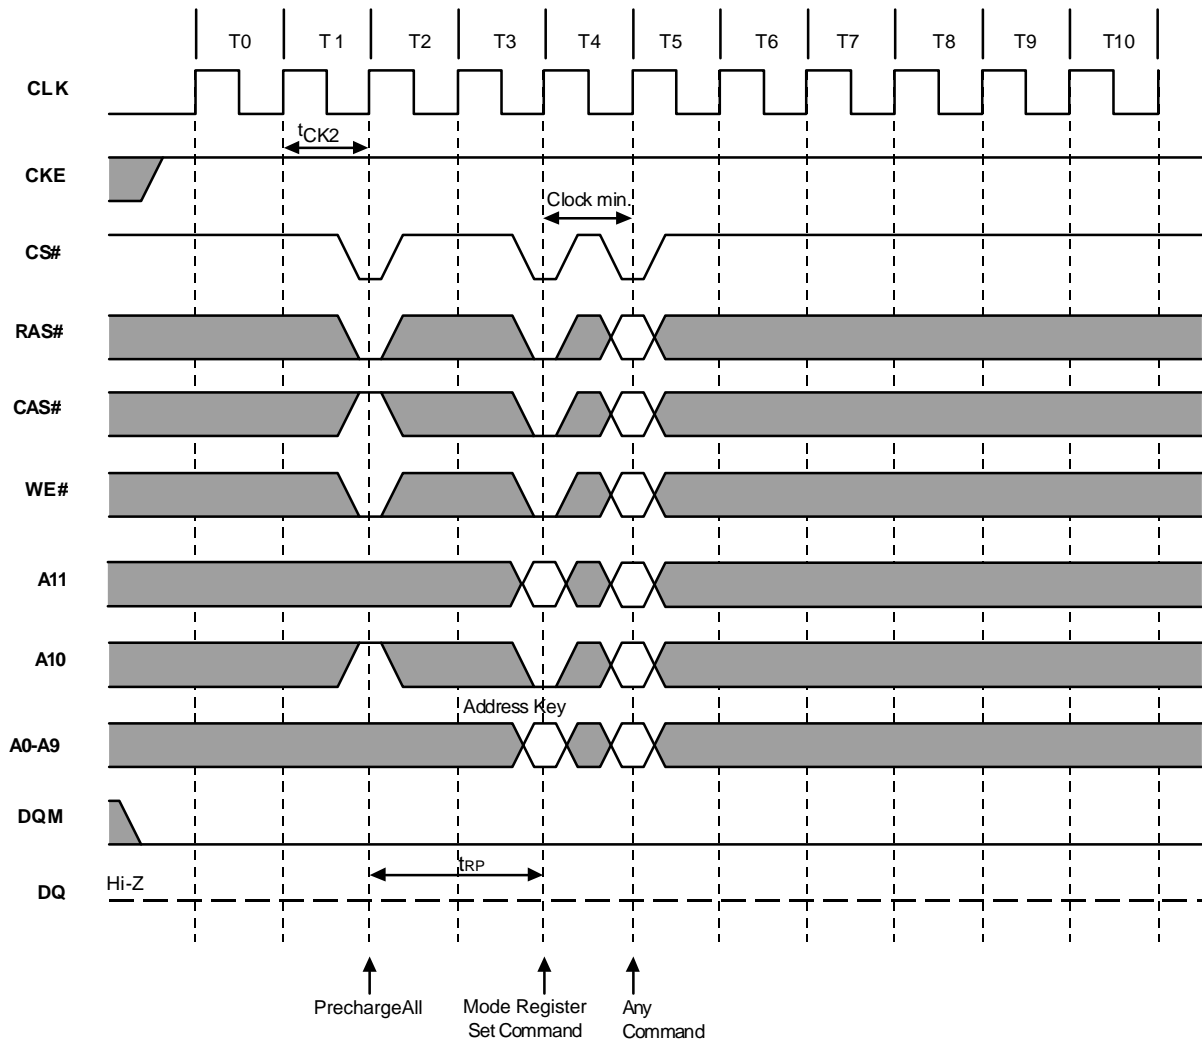 T0 T1 T2 T3 T4 T5 T6 T7 T8 T9 T10
CLK
tCK2
CKE
Clock min.
CS#
RAS#
CAS#
WE#
A11
A10
Address Key
A0-A9
DQM
tRP
Hi-Z
DQ
PrechargeAll
Mode Register
Set Command
Any
Command